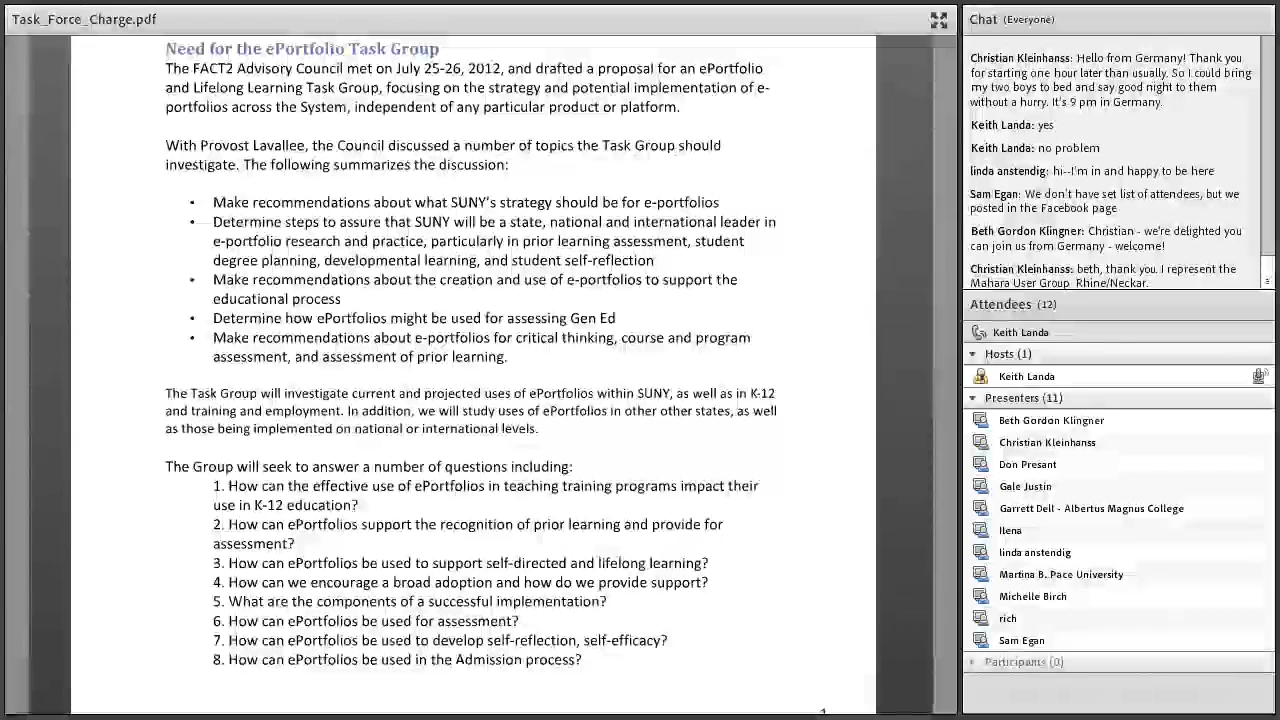 Task_Force_Charge.pdf
Need for the ePortfolio Task Group
The FACT2 Advisory Council met on July 25-26, 2012, and drafted a proposal for an ePortfolio
and Lifelong Learning Task Group, focusing on the strategy and potential implementation of e-
portfolios across the System, independent of any particular product or platform.
With Provost Lavallee, the Council discussed a number of topics the Task Group should
investigate. The following summarizes the discussion:
• Make recommendations about what SUNY's strategy should be for e-portfolios
• Determine steps to assure that SUNY will be a state, national and international leader in
e-portfolio research and practice, particularly in prior learning assessment, student
degree planning, developmental learning, and student self-reflection
• Make recommendations about the creation and use of e-portfolios to support the
educational process
• Determine how ePortfolios might be used for assessing Gen Ed
• Make recommendations about e-portfolios for critical thinking, course and program
assessment, and assessment of prior learning.
The Task Group will investigate current and projected uses of ePortfolios within SUNY, as well as in K-12
and training and employment. In addition, we will study uses of ePortfolios in other other states, as well
as those being implemented on national or international levels.
The Group will seek to answer a number of questions including:
1. How can the effective use of ePortfolios in teaching training programs impact their
use in K-12 education?
2. How can ePortfolios support the recognition of prior learning and provide for
assessment?
3. How can ePortfolios be used to support self-directed and lifelong learning?
4. How can we encourage a broad adoption and how do we provide support?
5. What are the components of a successful implementation?
6. How can ePortfolios be used for assessment?
7. How can ePortfolios be used to develop self-reflection, self-efficacy?
8. How can ePortfolios be used in the Admission process?
1
Chat (Everyone)
Christian Kleinhanss: Hello from Germany! Thank you
for starting one hour later than usually. So I could bring
my two boys to bed and say good night to them
without a hurry. It's 9 pm in Germany.
Keith Landa: yes
Keith Landa: no problem
linda anstendig: hi--I'm in and happy to be here
Sam Egan: We don't have set list of attendees, but we
posted in the Facebook page
Beth Gordon Klingner: Christian - we're delighted you
can join us from Germany - welcome!
Christian Kleinhanss: beth, thank you. I represent the
Mahara User Group Rhine/Neckar.
Attendees (12)
Keith Landa
Hosts (1)
Keith Landa
Presenters (11)
Beth Gordon Klingner
Christian Kleinhanss
Don Presant
Gale Justin
Garrett Dell - Albertus Magnus College
Ilena
linda anstendig
Martina B. Pace University
Michelle Birch
rich
Sam Egan
Participants (0)